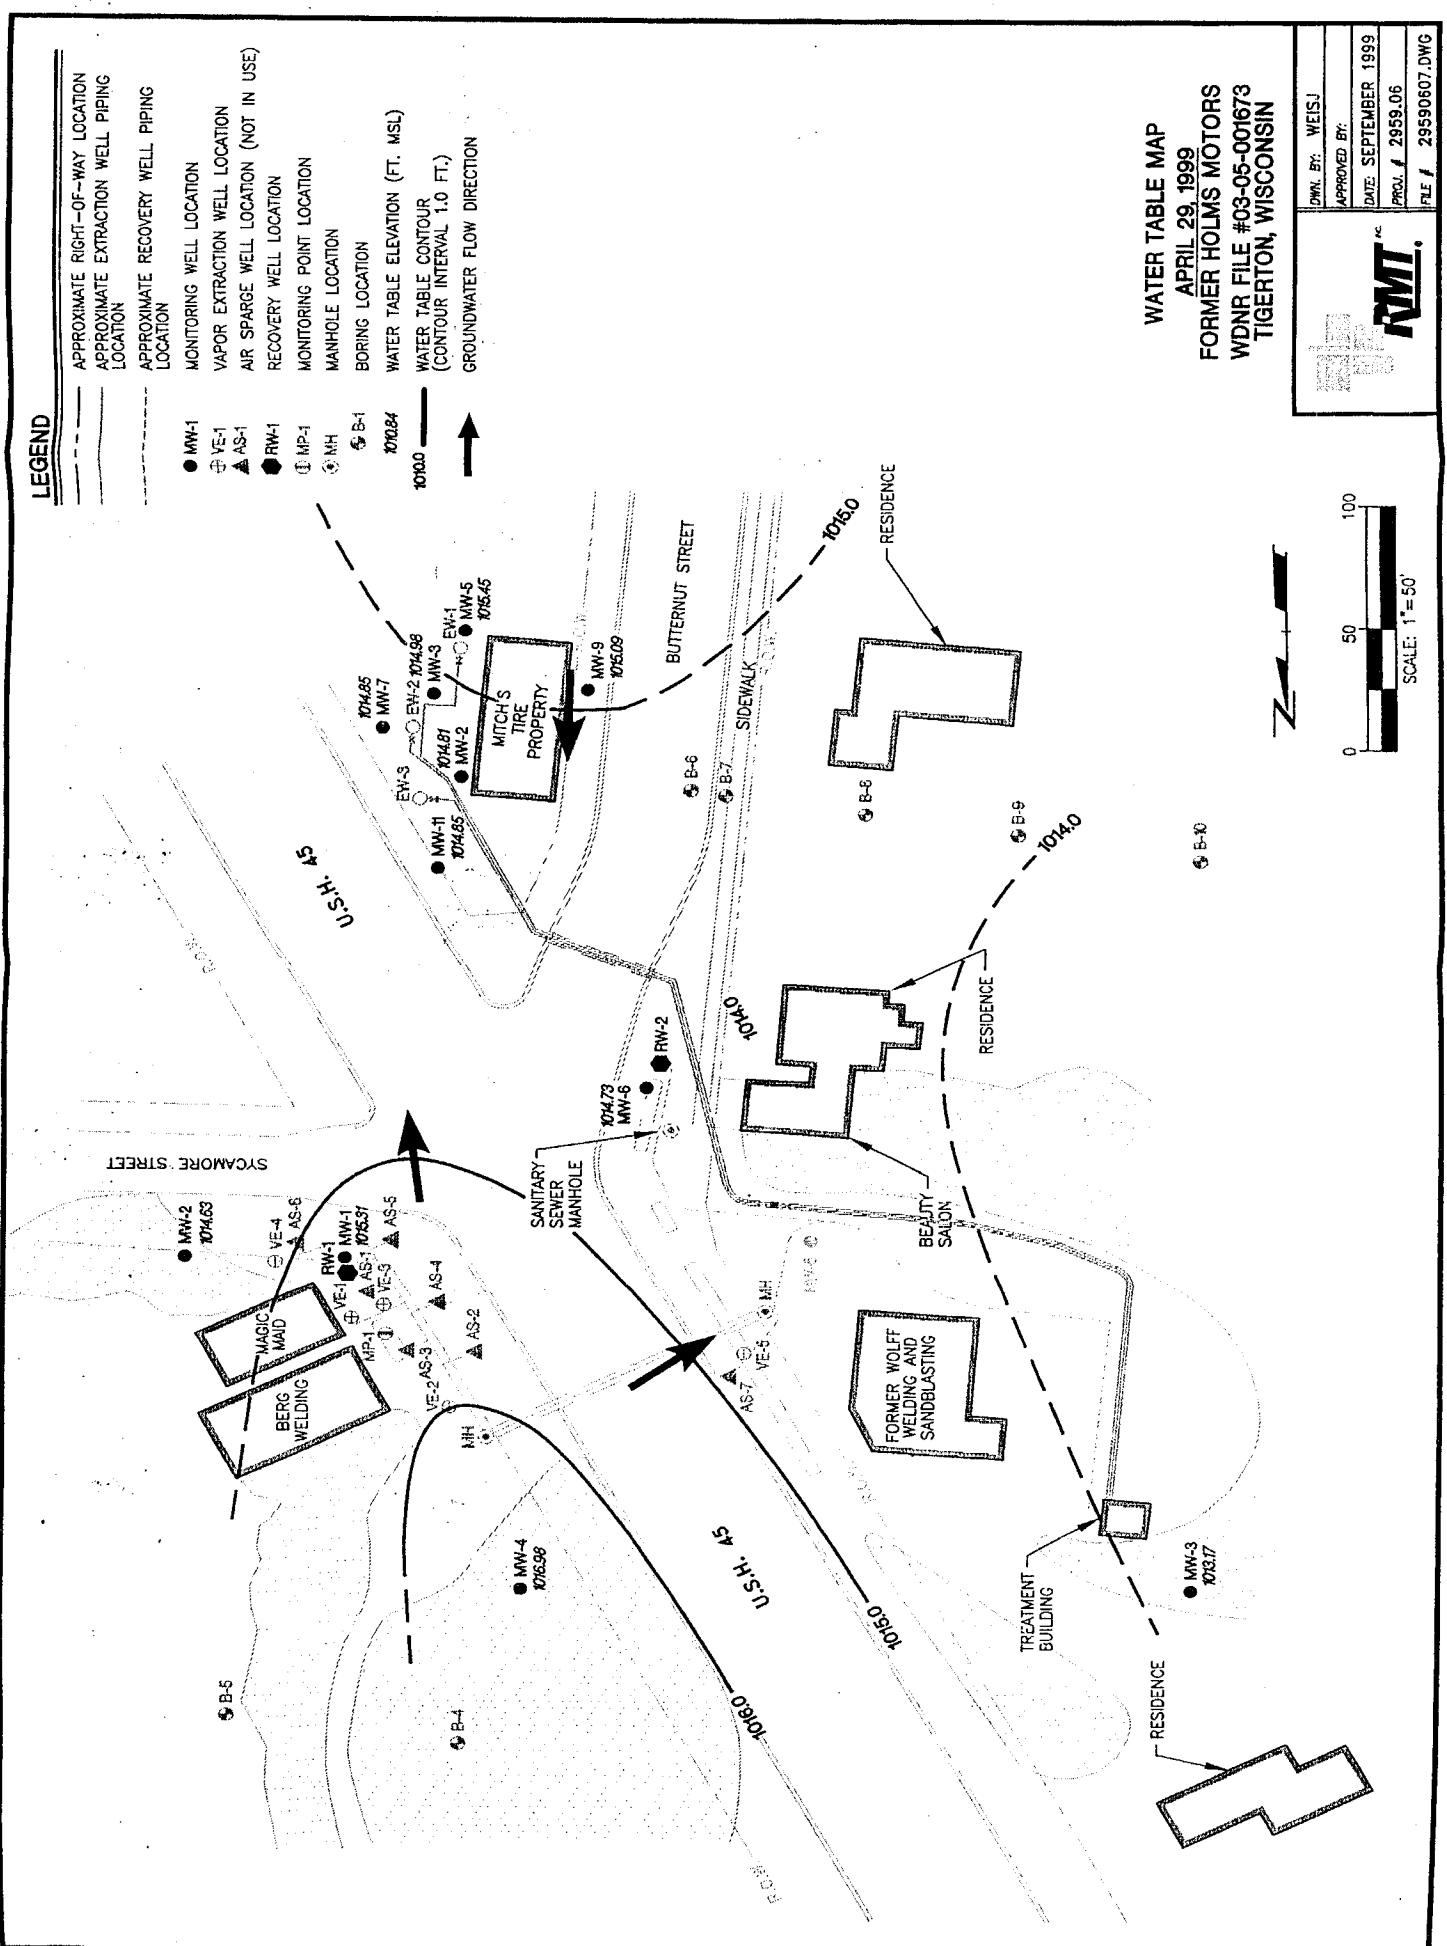 LEGEND
APPROXIMATE RIGHT-OF-WAY LOCATION
APPROXIMATE EXTRACTION WELL PIPING
LOCATION
APPROXIMATE RECOVERY WELL PIPING
LOCATION
MW-1 MONITORING WELL LOCATION
VE-1 VAPOR EXTRACTION WELL LOCATION
AS-1 AIR SPARGE WELL LOCATION (NOT IN USE)
RW-1 RECOVERY WELL LOCATION
MP-1 MONITORING POINT LOCATION
MH MANHOLE LOCATION
B-1 BORING LOCATION
1010.84 WATER TABLE ELEVATION (FT. MSL)
1010.0 WATER TABLE CONTOUR
(CONTOUR INTERVAL 1.0 FT.)
GROUNDWATER FLOW DIRECTION
B-5
B-4
MW-4
1016.98
1016.0
U.S.H. 45
1015.0
R.O.W.
BERG
WELDING
MAGIC
MAID
MW-2
1014.63
SYCAMORE STREET
VE-4
AS-6
RW-1
MW-1
1015.31
VE-1
AS-1
VE-3
AS-5
MP-1
AS-4
AS-3
AS-2
VE-2
MH
SANITARY
SEWER
MANHOLE
1014.73
MW-6
RW-2
U.S.H. 45
R.O.W.
1014.85
MW-7
EW-2
1014.98
MW-3
EW-1
MW-5
1015.45
EW-3
1014.81
MW-2
MW-11
1014.85
MITCH'S
TIRE
PROPERTY
MW-9
1015.09
BUTTERNUT STREET
SIDEWALK
1015.0
RESIDENCE
B-6
B-7
B-8
B-9
B-10
1014.0
1014.0
RESIDENCE
BEAUTY
SALON
MH
AS-7
VE-5
R.O.W.
FORMER WOLFF
WELDING AND
SANDBLASTING
TREATMENT
BUILDING
MW-3
1013.17
RESIDENCE
0 50 100
SCALE: 1"=50'
WATER TABLE MAP
APRIL 29, 1999
FORMER HOLMS MOTORS
WDNR FILE #03-05-001673
TIGERTON, WISCONSIN
RMT INC.
DWN. BY: WEISJ
APPROVED BY:
DATE: SEPTEMBER 1999
PROJ. # 2959.06
FILE # 29590607.DWG